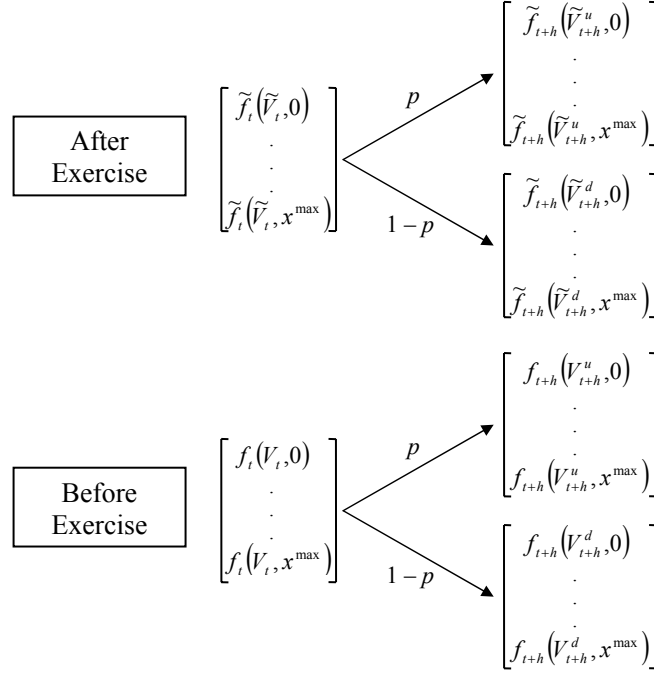 After
Exercise
f̃_t(Ṽ_t,0)
.
.
.
f̃_t(Ṽ_t, x^max)
p
1 − p
f̃_{t+h}(Ṽ^u_{t+h},0)
.
.
.
f̃_{t+h}(Ṽ^u_{t+h}, x^max)
f̃_{t+h}(Ṽ^d_{t+h},0)
.
.
.
f̃_{t+h}(Ṽ^d_{t+h}, x^max)
Before
Exercise
f_t(V_t,0)
.
.
.
f_t(V_t, x^max)
p
1 − p
f_{t+h}(V^u_{t+h},0)
.
.
.
f_{t+h}(V^u_{t+h}, x^max)
f_{t+h}(V^d_{t+h},0)
.
.
.
f_{t+h}(V^d_{t+h}, x^max)